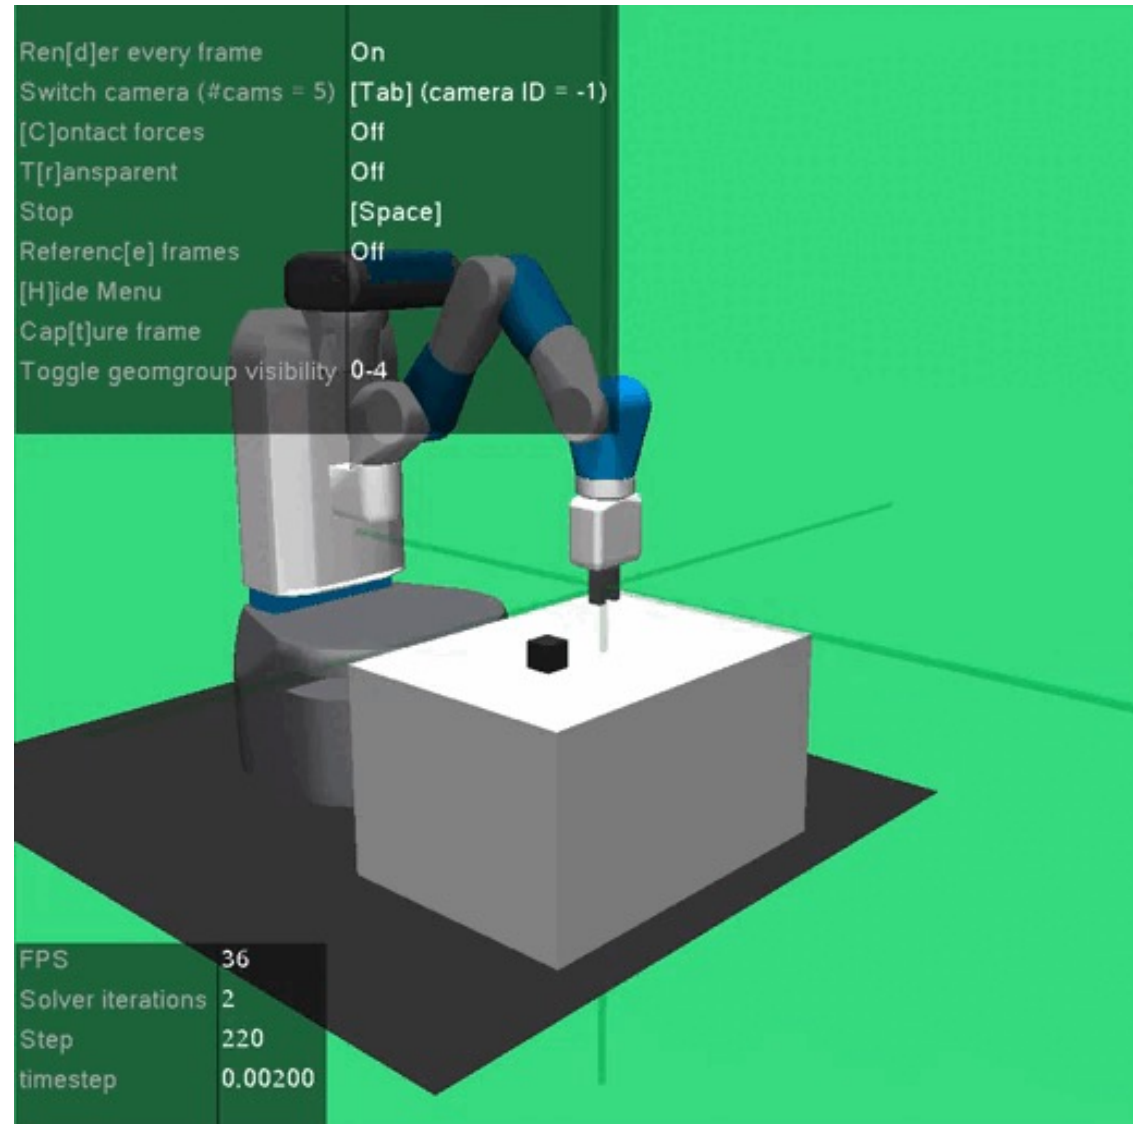 Ren[d]er every frame On
Switch camera (#cams = 5) [Tab] (camera ID = -1)
[C]ontact forces Off
T[r]ansparent Off
Stop [Space]
Referenc[e] frames Off
[H]ide Menu
Cap[t]ure frame
Toggle geomgroup visibility 0-4
FPS 36
Solver iterations 2
Step 220
timestep 0.00200